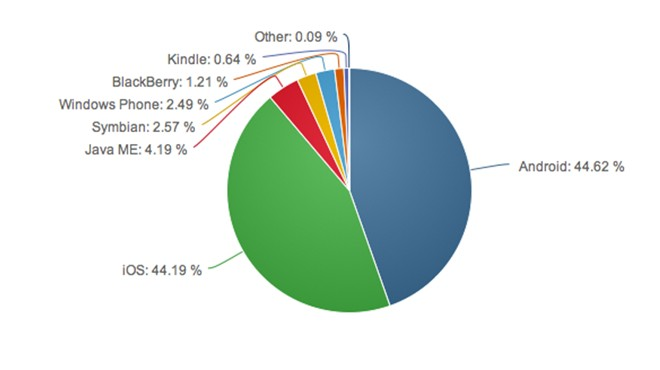 Other: 0.09 %
Kindle: 0.64 %
BlackBerry: 1.21 %
Windows Phone: 2.49 %
Symbian: 2.57 %
Java ME: 4.19 %
Android: 44.62 %
iOS: 44.19 %